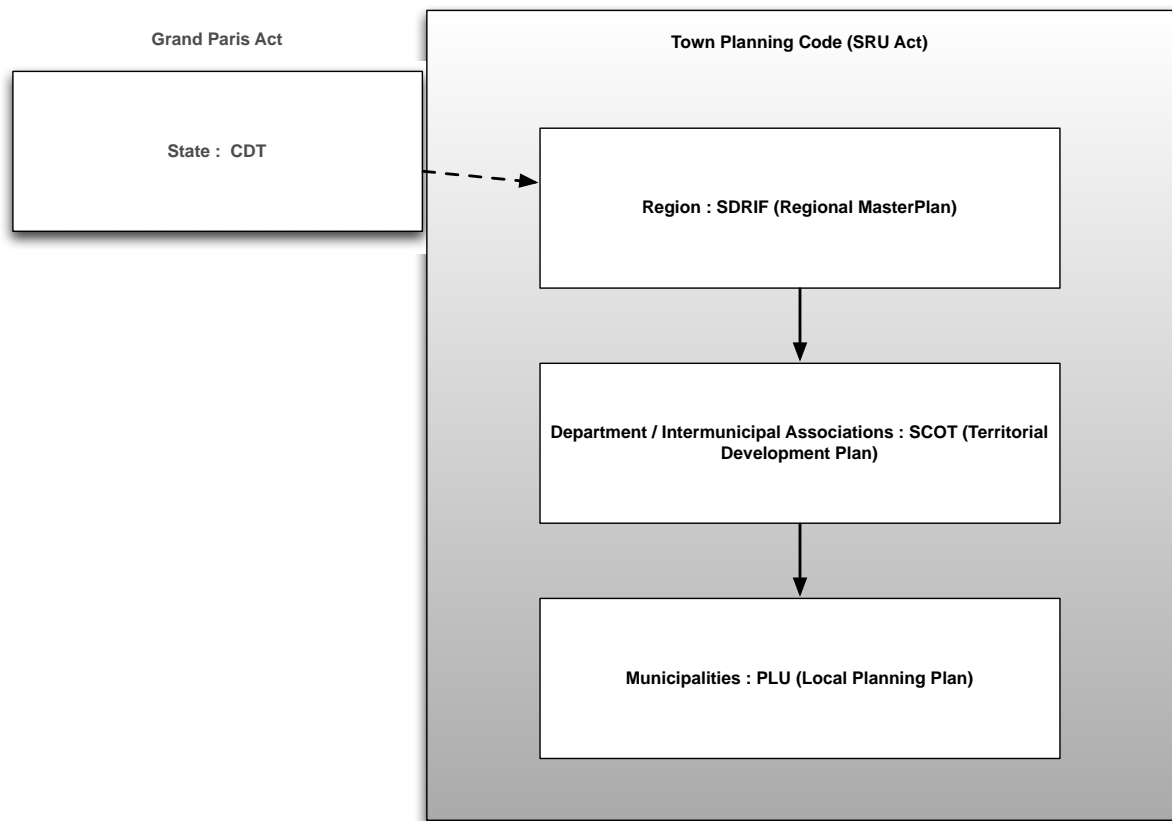 Grand Paris Act
State : CDT
Town Planning Code (SRU Act)
Region : SDRIF (Regional MasterPlan)
Department / Intermunicipal Associations : SCOT (Territorial
Development Plan)
Municipalities : PLU (Local Planning Plan)